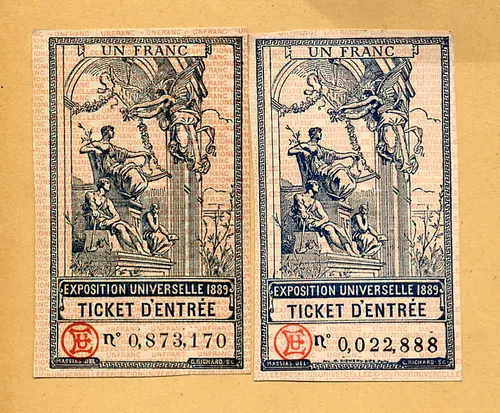 UN FRANC
EXPOSITION UNIVERSELLE 1889
TICKET D'ENTRÉE
n° 0,873,170
MASSIAS DEL.
C. RICHARD SC.
UN FRANC
EXPOSITION UNIVERSELLE 1889
TICKET D'ENTRÉE
n° 0,022,888
MASSIAS DEL.
C. RICHARD SC.